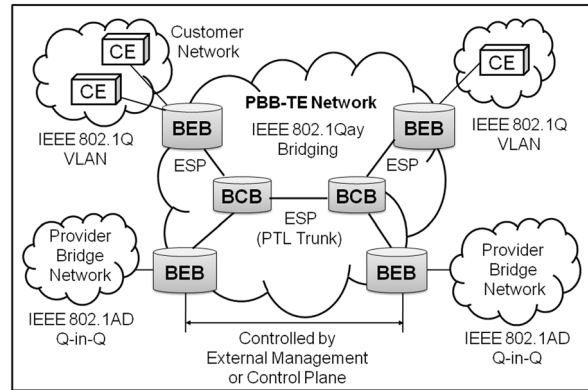 CE
CE
Customer
Network
IEEE 802.1Q
VLAN
BEB
ESP
PBB-TE Network
IEEE 802.1Qay
Bridging
CE
BEB
IEEE 802.1Q
VLAN
ESP
BCB
BCB
ESP
(PTL Trunk)
Provider
Bridge
Network
IEEE 802.1AD
Q-in-Q
BEB
BEB
Provider
Bridge
Network
IEEE 802.1AD
Q-in-Q
Controlled by
External Management
or Control Plane